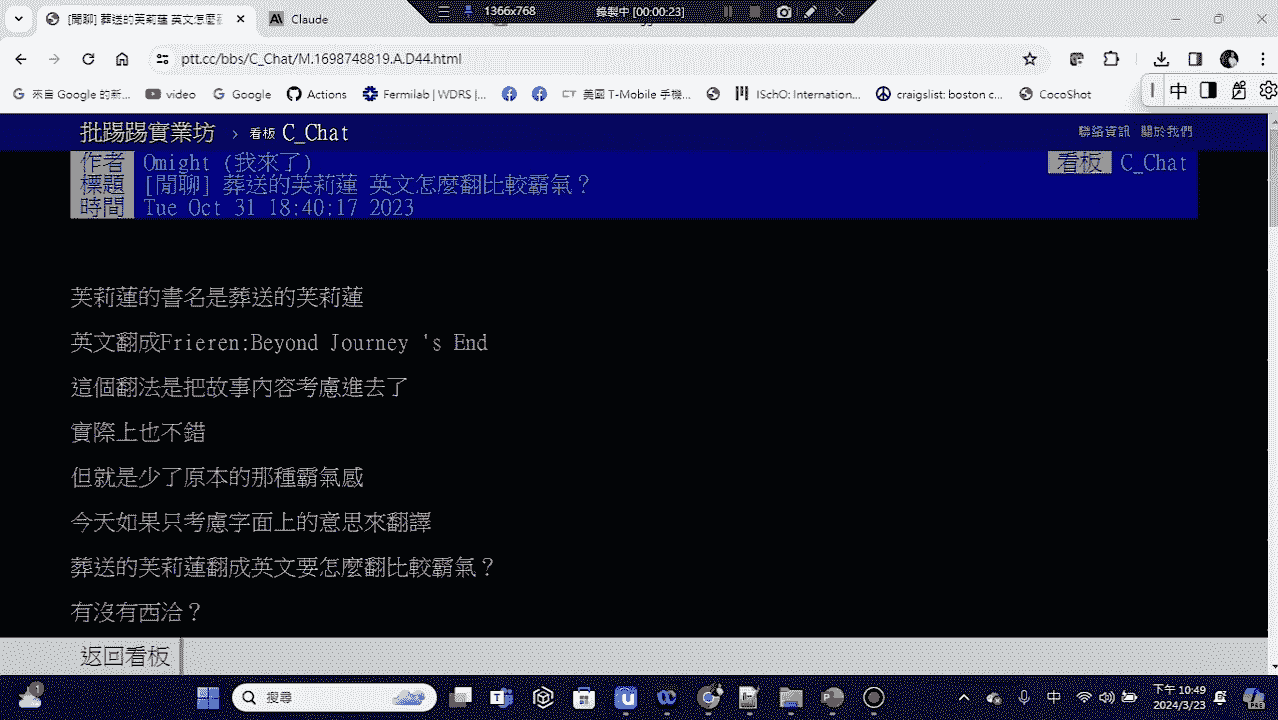 1366x768 錄製中 [00:00:23]
[閒聊] 葬送的芙莉蓮 英文怎麼翻
Claude
ptt.cc/bbs/C_Chat/M.1698748819.A.D44.html
來自 Google 的新... video Google Actions Fermilab | WDRS |... 美國 T-Mobile 手機... ISchO: Internation... craigslist: boston c... CocoShot 中
批踢踢實業坊 › 看板 C_Chat 聯絡資訊 關於我們
作者 Omight (我來了) 看板 C_Chat
標題 [閒聊] 葬送的芙莉蓮 英文怎麼翻比較霸氣？
時間 Tue Oct 31 18:40:17 2023
芙莉蓮的書名是葬送的芙莉蓮
英文翻成Frieren:Beyond Journey 's End
這個翻法是把故事內容考慮進去了
實際上也不錯
但就是少了原本的那種霸氣感
今天如果只考慮字面上的意思來翻譯
葬送的芙莉蓮翻成英文要怎麼翻比較霸氣？
有沒有西洽？
返回看板
1 搜尋 中 下午 10:49
2024/3/23